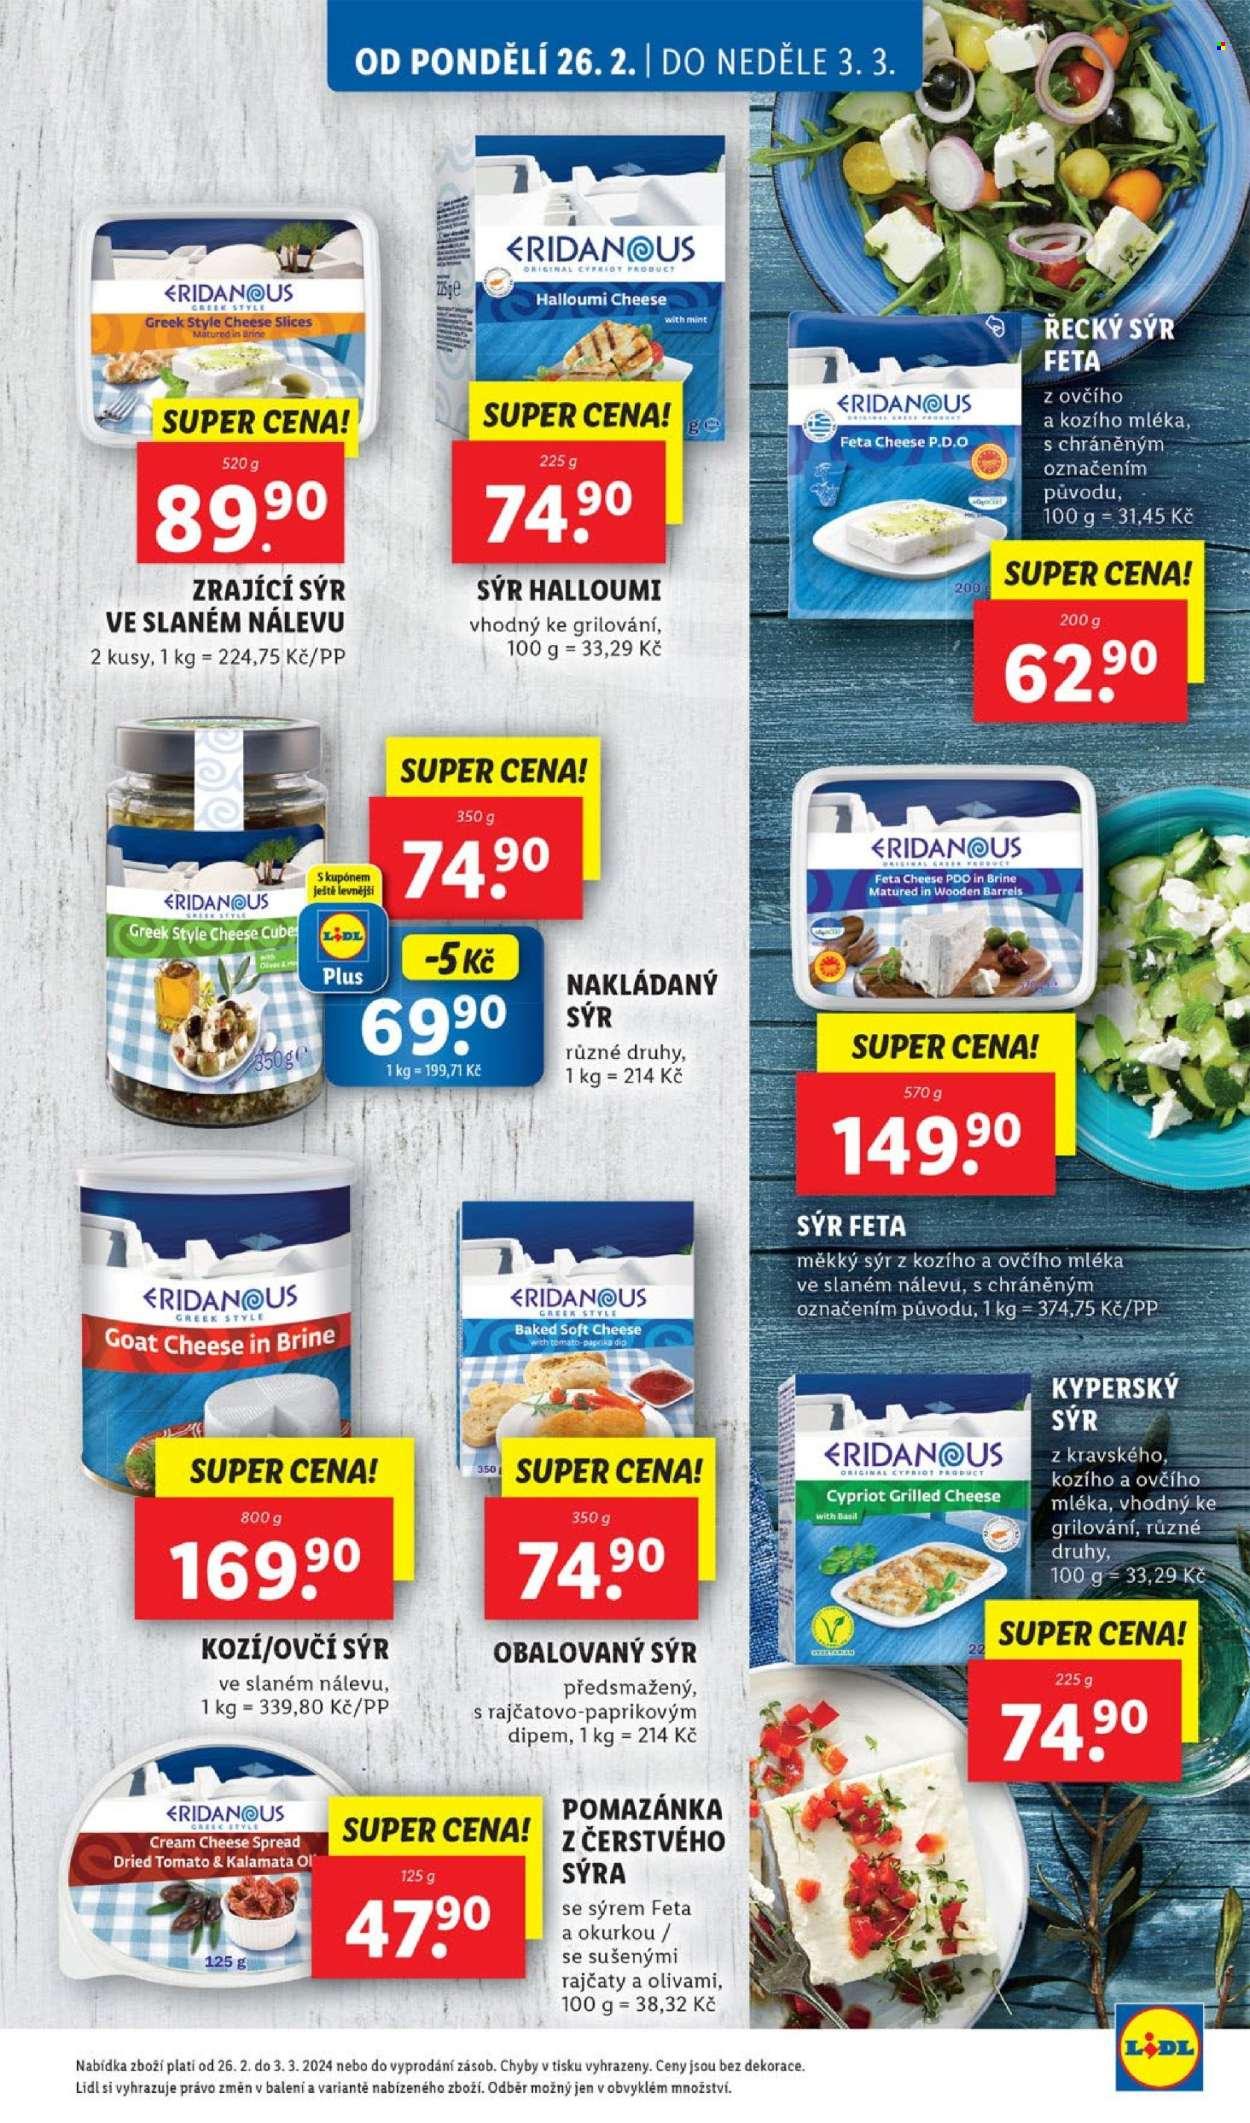 OD PONDĚLÍ 26. 2. | DO NEDĚLE 3. 3.
ERIDANOUS
GREEK STYLE
Greek Style Cheese Slices
Matured in Brine
SUPER CENA!
520 g
89.90
ZRAJÍCÍ SÝR
VE SLANÉM NÁLEVU
2 kusy, 1 kg = 224,75 Kč/PP
ERIDANOUS
ORIGINAL CYPRIOT PRODUCT
225g e
Halloumi Cheese
with mint
SUPER CENA!
225 g
74.90
SÝR HALLOUMI
vhodný ke grilování,
100 g = 33,29 Kč
ŘECKÝ SÝR
FETA
z ovčího
a kozího mléka,
s chráněným
označením
původu,
100 g = 31,45 Kč
ERIDANOUS
ORIGINAL GREEK PRODUCT
Feta Cheese P.D.O
200 g
SUPER CENA!
200 g
62.90
ERIDANOUS
GREEK STYLE
Greek Style Cheese Cubes
with
350g e
SUPER CENA!
350 g
74.90
S kupónem
ještě levnější
LIDL
Plus
-5 Kč
69.90
1 kg = 199,71 Kč
NAKLÁDANÝ
SÝR
různé druhy,
1 kg = 214 Kč
ERIDANOUS
ORIGINAL GREEK PRODUCT
Feta Cheese PDO in Brine
Matured in Wooden Barrels
SUPER CENA!
570 g
149.90
SÝR FETA
měkký sýr z kozího a ovčího mléka
ve slaném nálevu, s chráněným
označením původu, 1 kg = 374,75 Kč/PP
ERIDANOUS
GREEK STYLE
Goat Cheese in Brine
SUPER CENA!
800 g
169.90
KOZÍ/OVČÍ SÝR
ve slaném nálevu,
1 kg = 339,80 Kč/PP
ERIDANOUS
GREEK STYLE
Baked Soft Cheese
with tomato-paprika dip
350 g
SUPER CENA!
350 g
74.90
OBALOVANÝ SÝR
předsmažený,
s rajčatovo-paprikovým
dipem, 1 kg = 214 Kč
KYPERSKÝ
SÝR
z kravského,
kozího a ovčího
mléka, vhodný ke
grilování, různé
druhy,
100 g = 33,29 Kč
ERIDANOUS
ORIGINAL CYPRIOT PRODUCT
Cypriot Grilled Cheese
with Basil
VEGETARIAN
SUPER CENA!
225 g
74.90
ERIDANOUS
GREEK STYLE
Cream Cheese Spread
Dried Tomato & Kalamata
125 g
SUPER CENA!
125 g
47.90
POMAZÁNKA
Z ČERSTVÉHO
SÝRA
se sýrem Feta
a okurkou /
se sušenými
rajčaty a olivami,
100 g = 38,32 Kč
LIDL
Nabídka zboží platí od 26. 2. do 3. 3. 2024 nebo do vyprodání zásob. Chyby v tisku vyhrazeny. Ceny jsou bez dekorace.
Lidl si vyhrazuje právo změn v balení a variantě nabízeného zboží. Odběr možný jen v obvyklém množství.